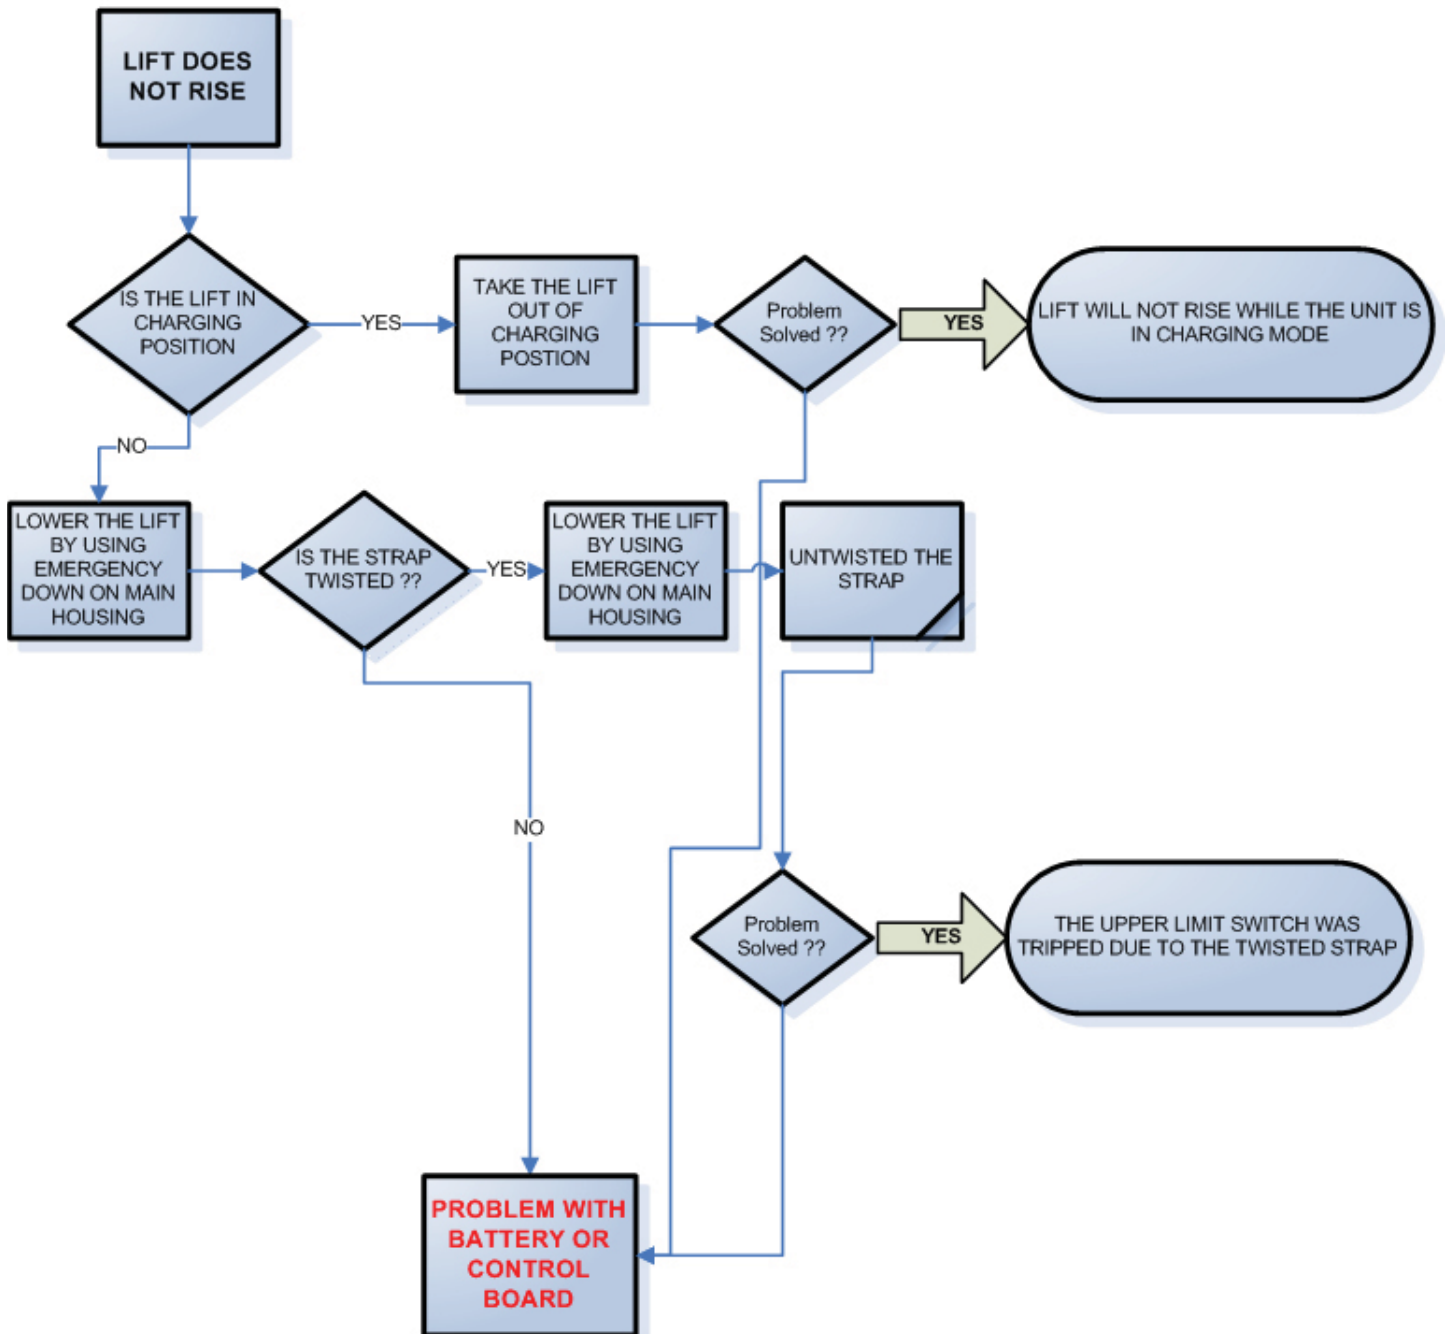 LIFT DOES
NOT RISE
IS THE LIFT IN
CHARGING
POSITION
YES
TAKE THE LIFT
OUT OF
CHARGING
POSTION
Problem
Solved ??
YES
LIFT WILL NOT RISE WHILE THE UNIT IS
IN CHARGING MODE
NO
LOWER THE LIFT
BY USING
EMERGENCY
DOWN ON MAIN
HOUSING
IS THE STRAP
TWISTED ??
YES
LOWER THE LIFT
BY USING
EMERGENCY
DOWN ON MAIN
HOUSING
UNTWISTED THE
STRAP
NO
Problem
Solved ??
YES
THE UPPER LIMIT SWITCH WAS
TRIPPED DUE TO THE TWISTED STRAP
PROBLEM WITH
BATTERY OR
CONTROL
BOARD